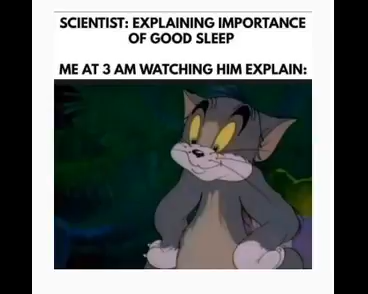 SCIENTIST: EXPLAINING IMPORTANCE
OF GOOD SLEEP
ME AT 3 AM WATCHING HIM EXPLAIN: